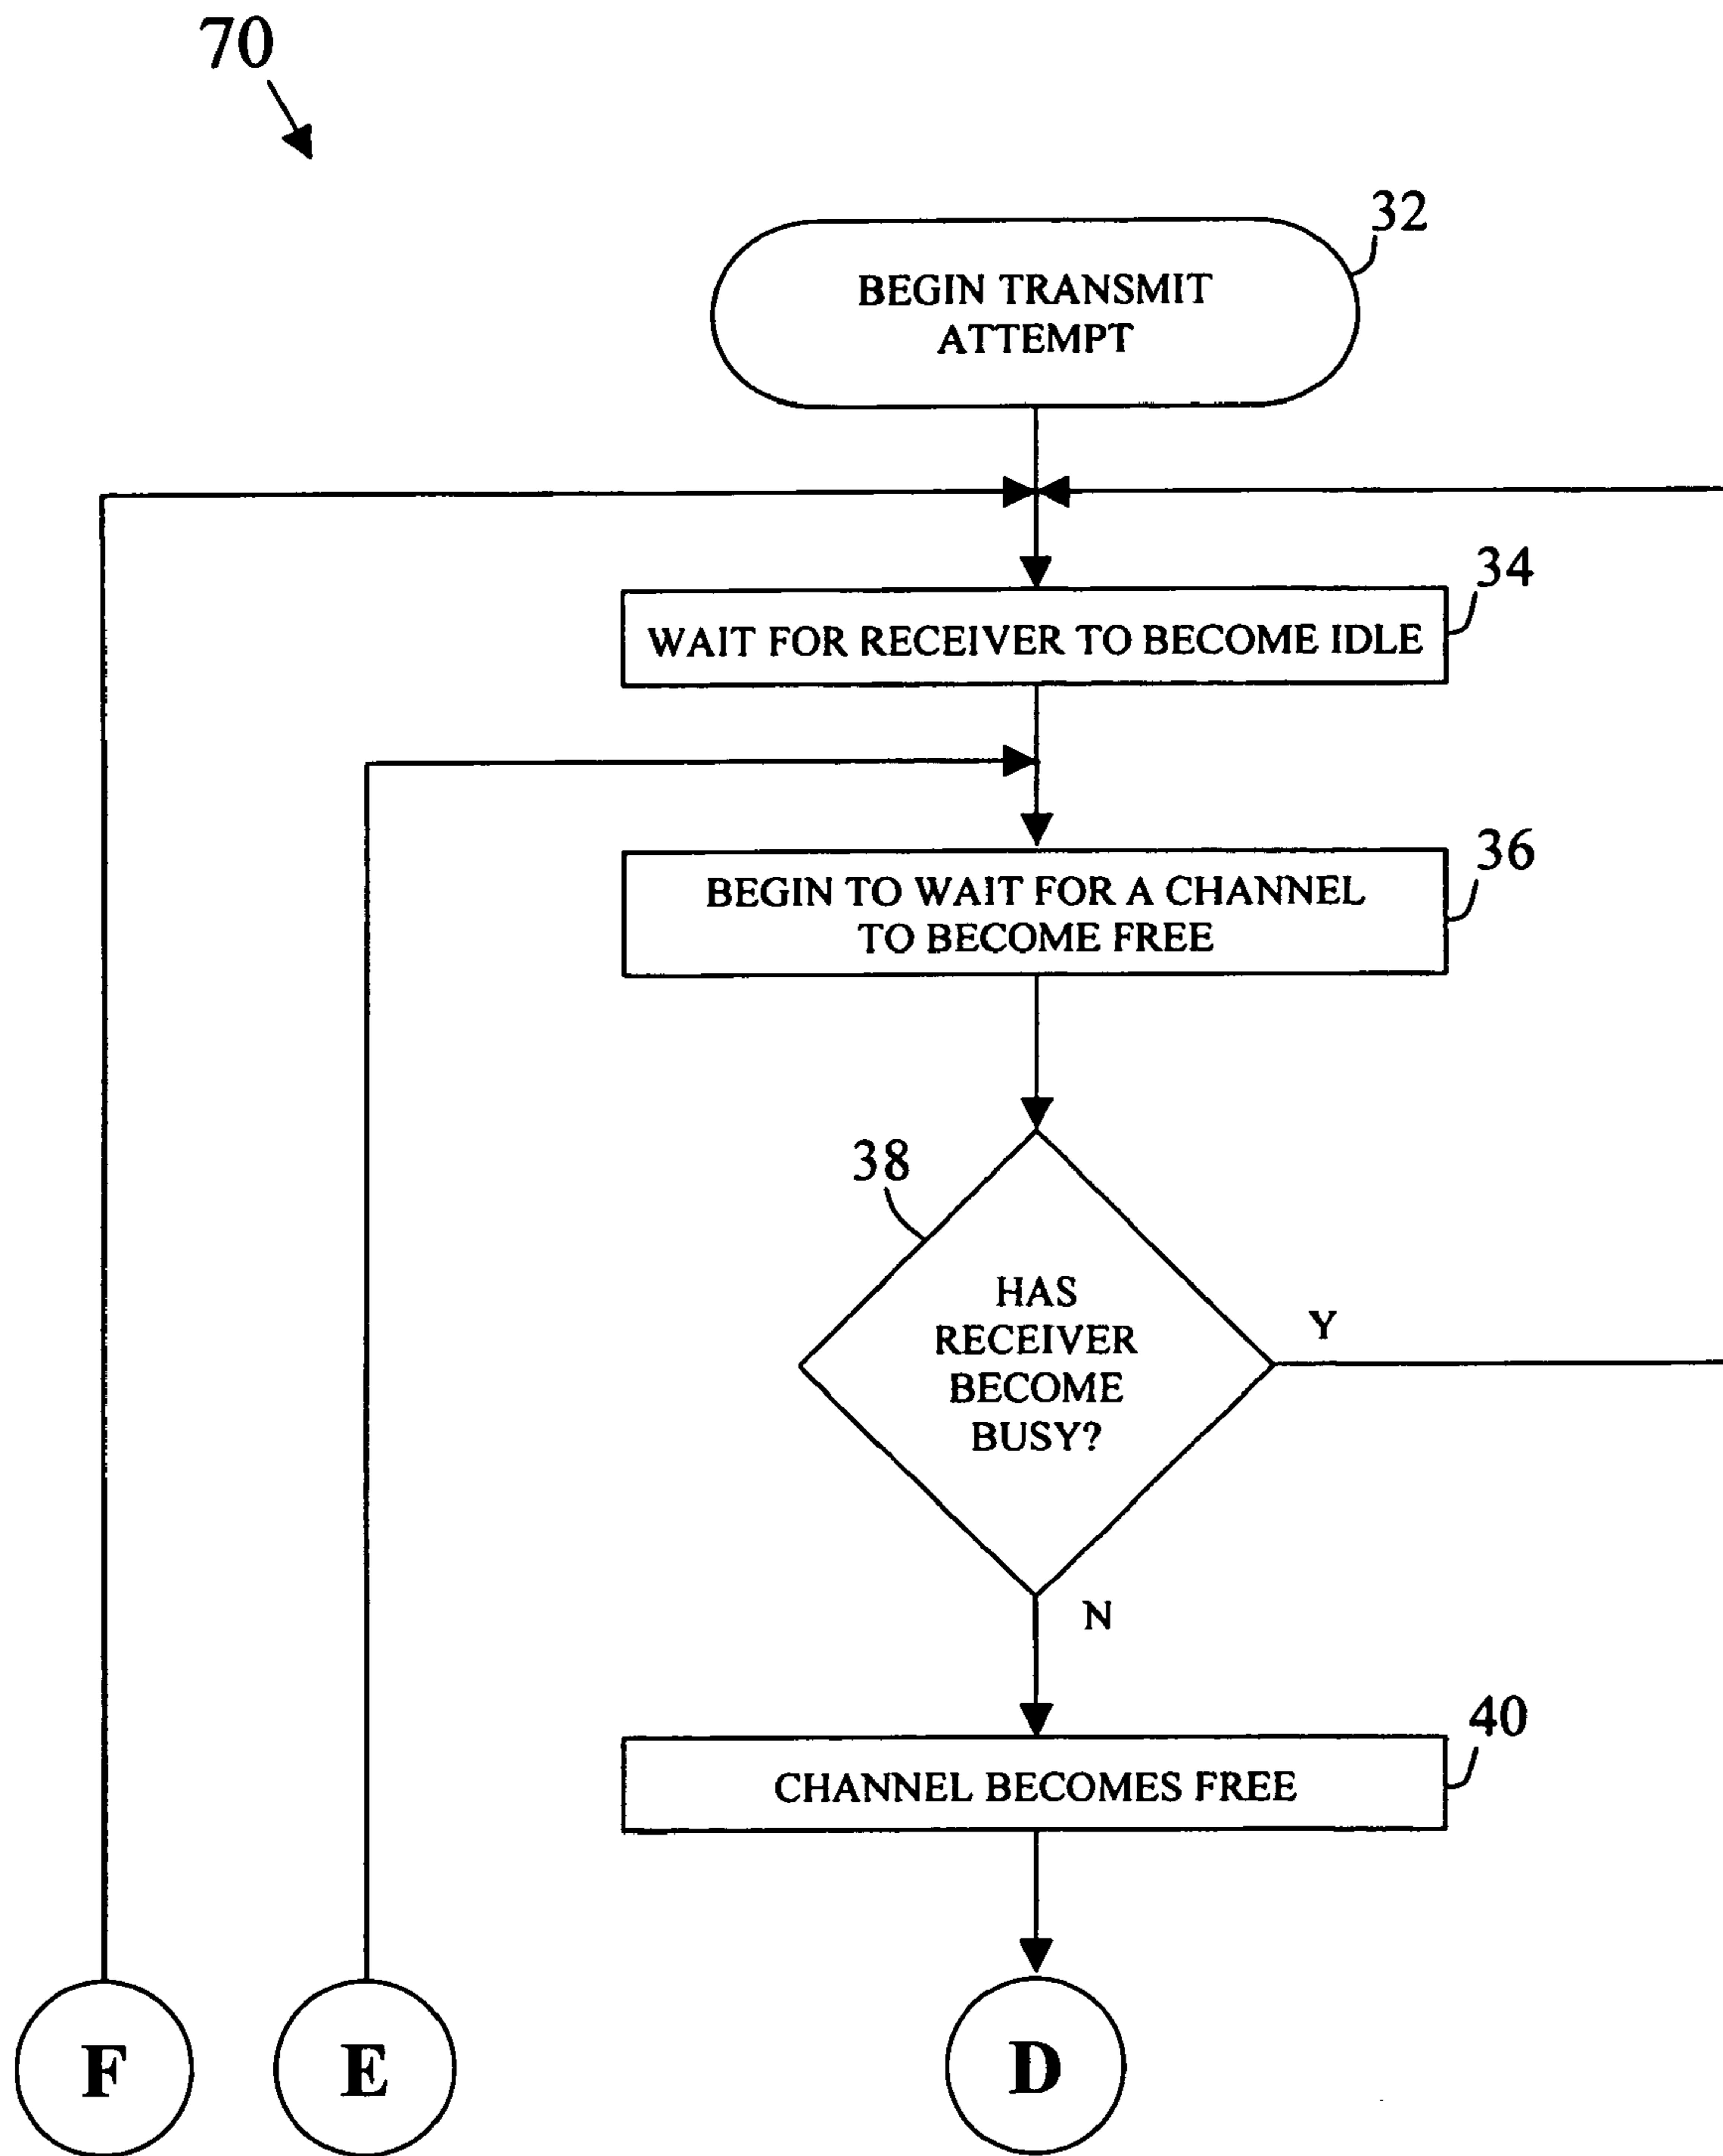 70
32
BEGIN TRANSMIT
ATTEMPT
34
WAIT FOR RECEIVER TO BECOME IDLE
36
BEGIN TO WAIT FOR A CHANNEL
TO BECOME FREE
38
HAS
RECEIVER
BECOME
BUSY?
Y
N
40
CHANNEL BECOMES FREE
F
E
D